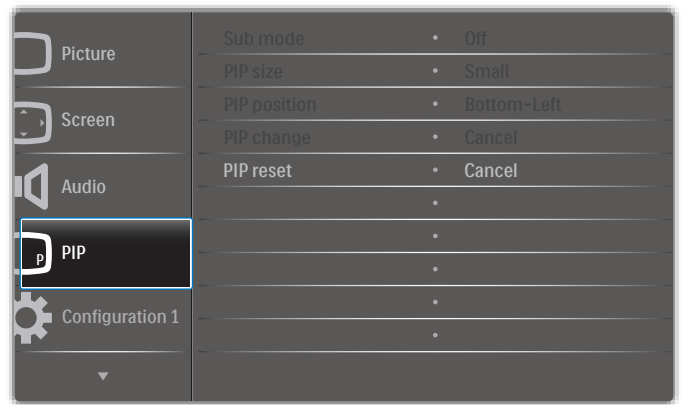 Picture
Screen
Audio
P
PIP
Configuration 1
Sub mode • Off
PIP size • Small
PIP position • Bottom-Left
PIP change • Cancel
PIP reset • Cancel